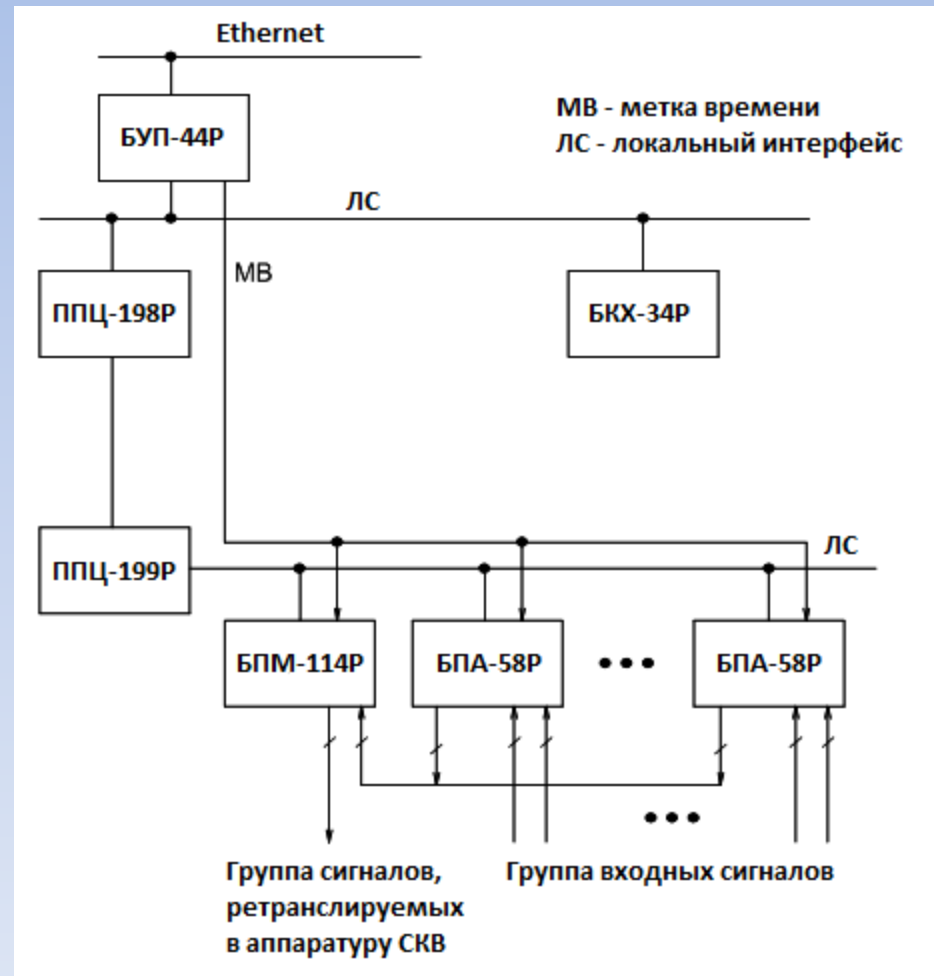 Ethernet
БУП-44Р
МВ - метка времени
ЛС - локальный интерфейс
ЛС
МВ
ППЦ-198Р
БКХ-34Р
ППЦ-199Р
ЛС
БПМ-114Р
БПА-58Р
БПА-58Р
Группа сигналов,
ретранслируемых
в аппаратуру СКВ
Группа входных сигналов